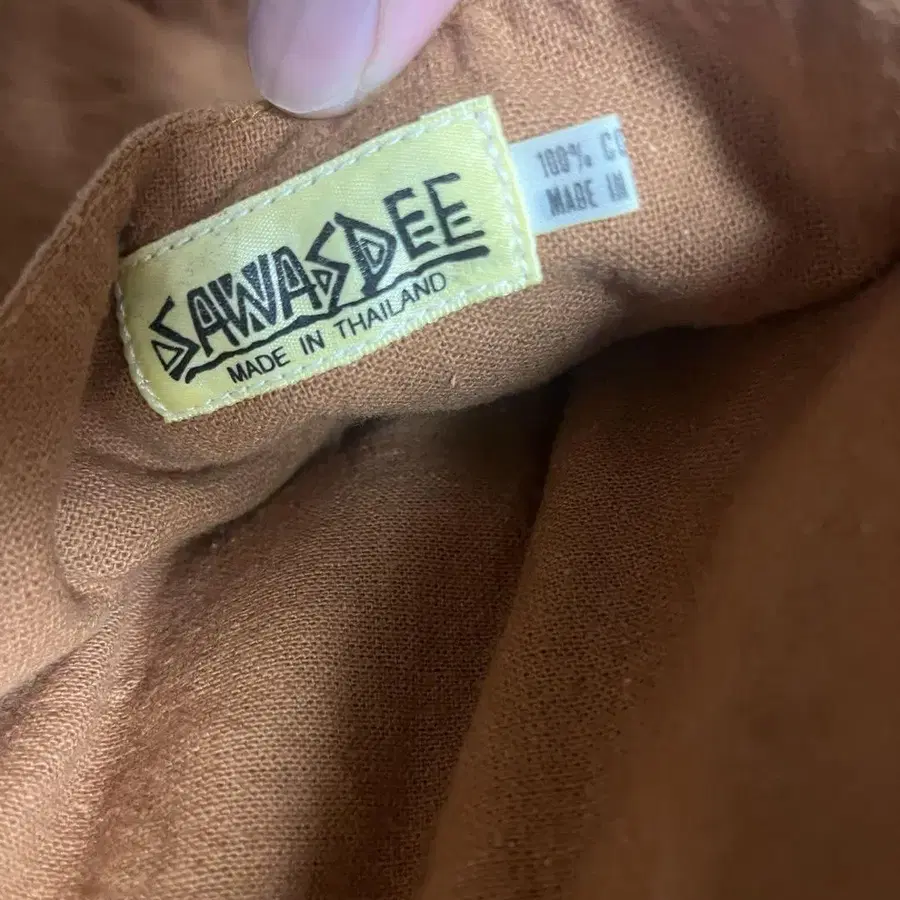 SAWASDEE
MADE IN THAILAND
100% CO
MADE IN